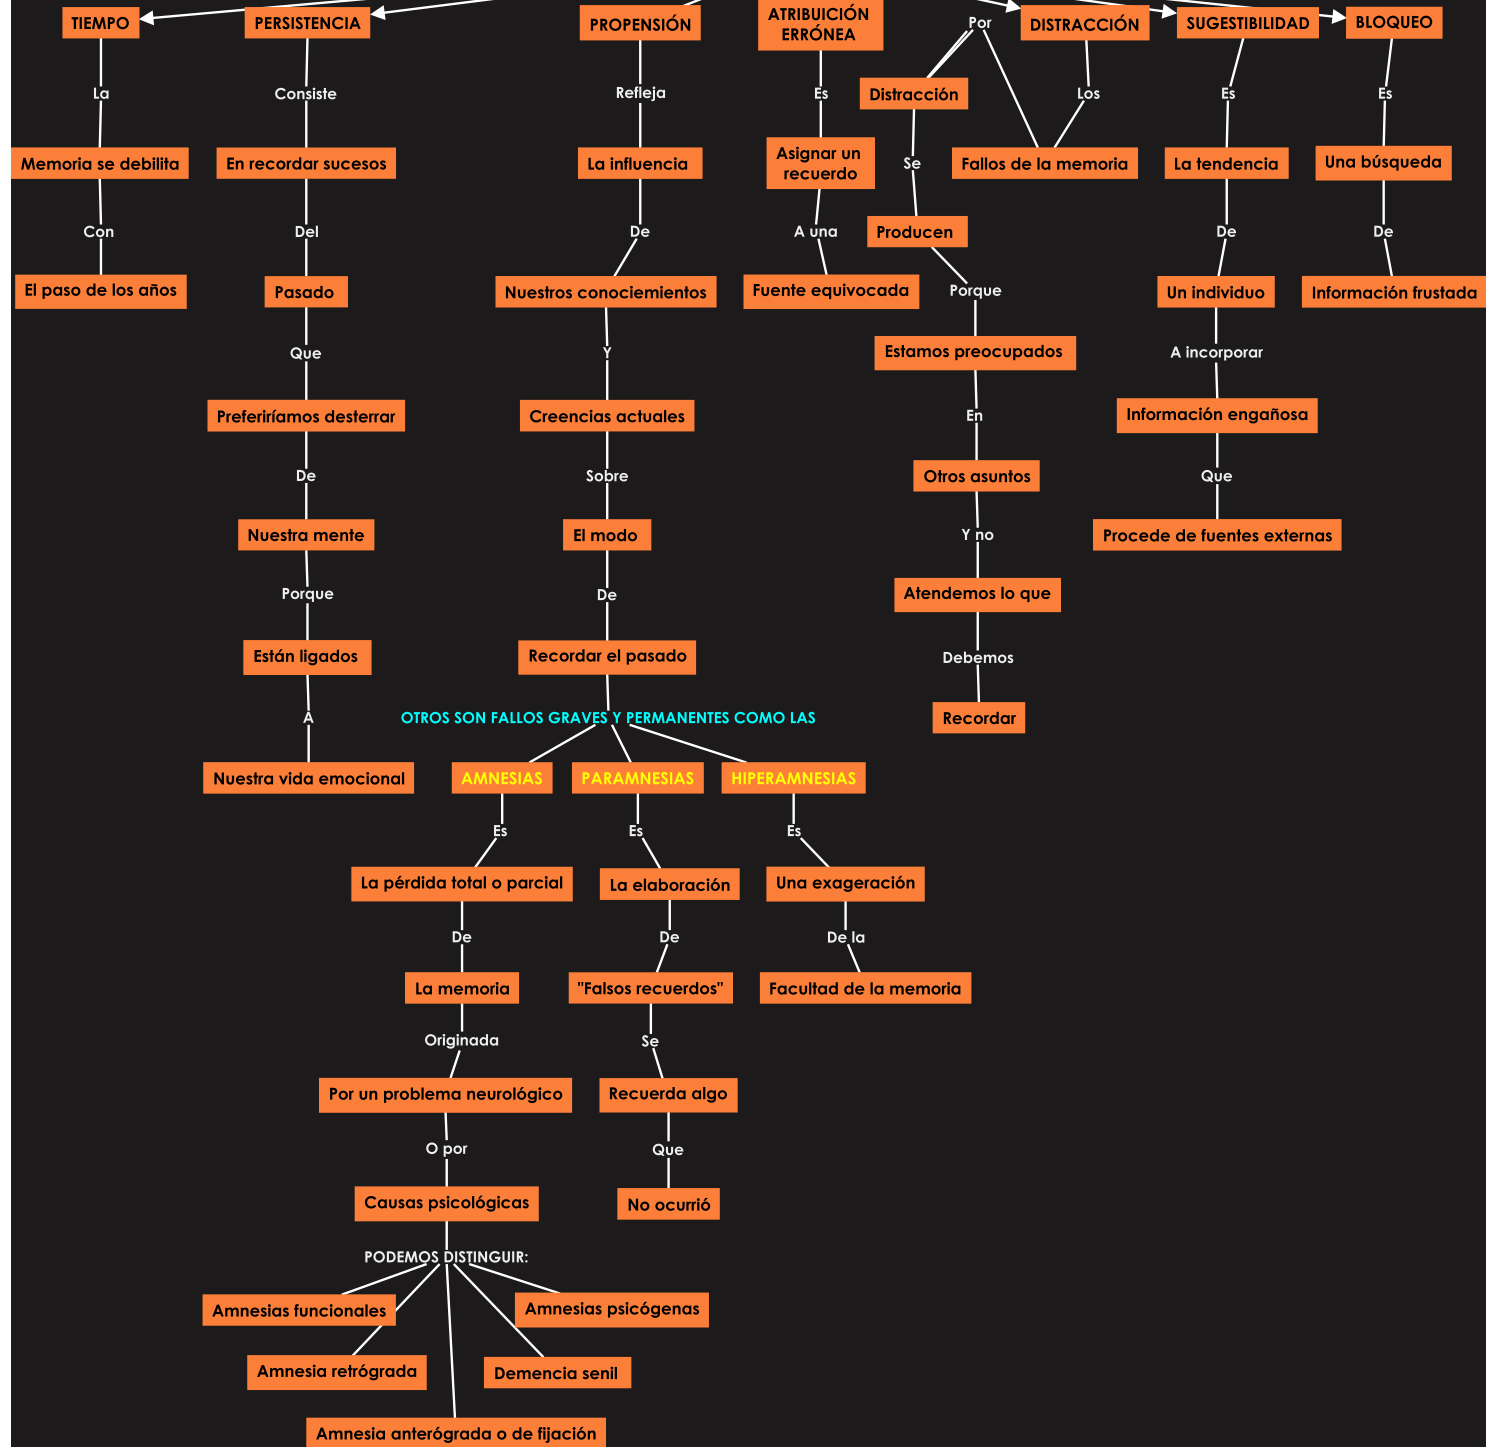 TIEMPO
La
Memoria se debilita
Con
El paso de los años
PERSISTENCIA
Consiste
En recordar sucesos
Del
Pasado
Que
Preferiríamos desterrar
De
Nuestra mente
Porque
Están ligados
A
Nuestra vida emocional
PROPENSIÓN
Refleja
La influencia
De
Nuestros conociemientos
Y
Creencias actuales
Sobre
El modo
De
Recordar el pasado
ATRIBUICIÓN
ERRÓNEA
Es
Asignar un
recuerdo
A una
Fuente equivocada
Por
Distracción
Se
Producen
Porque
Estamos preocupados
En
Otros asuntos
Y no
Atendemos lo que
Debemos
Recordar
DISTRACCIÓN
Los
Fallos de la memoria
SUGESTIBILIDAD
Es
La tendencia
De
Un individuo
A incorporar
Información engañosa
Que
Procede de fuentes externas
BLOQUEO
Es
Una búsqueda
De
Información frustada
OTROS SON FALLOS GRAVES Y PERMANENTES COMO LAS
AMNESIAS
Es
La pérdida total o parcial
De
La memoria
Originada
Por un problema neurológico
O por
Causas psicológicas
PODEMOS DISTINGUIR:
Amnesias funcionales
Amnesias psicógenas
Amnesia retrógrada
Demencia senil
Amnesia anterógrada o de fijación
PARAMNESIAS
Es
La elaboración
De
"Falsos recuerdos"
Se
Recuerda algo
Que
No ocurrió
HIPERAMNESIAS
Es
Una exageración
De la
Facultad de la memoria